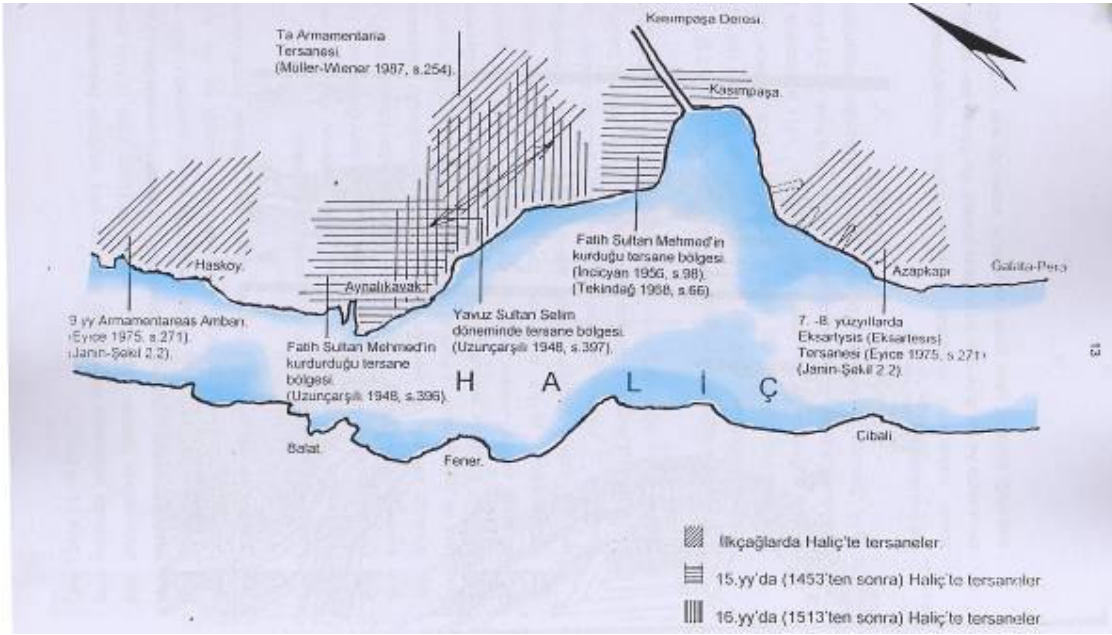 Ta Armamentaria
Tersanesi.
(Müller-Wiener 1987, s.254).
Kasımpaşa Deresi.
Kasımpaşa.
Haskoy.
Aynalıkavak.
Fatih Sultan Mehmed'in
kurduğu tersane bölgesi.
(İncicyan 1956, s.98).
(Tekindağ 1968, s.66).
Azapkapı
Galata-Pera
9 yy Armamentareas Ambarı.
(Eyice 1975, s.271).
(Janin-Şekil 2.2).
Fatih Sultan Mehmed'in
kurdurduğu tersane
bölgesi.
(Uzunçarşılı 1948, s.396).
Yavuz Sultan Selim
döneminde tersane bölgesi.
(Uzunçarşılı 1948, s.397).
7. -8. yüzyıllarda
Eksartysis (Eksartesis)
Tersanesi (Eyice 1975, s.271)
(Janin-Şekil 2.2).
13
HALİÇ
Balat.
Fener.
Cibali.
İlkçağlarda Haliç'te tersaneler.
15.yy'da (1453'ten sonra) Haliç'te tersaneler
16.yy'da (1513'ten sonra) Haliç'te tersaneler